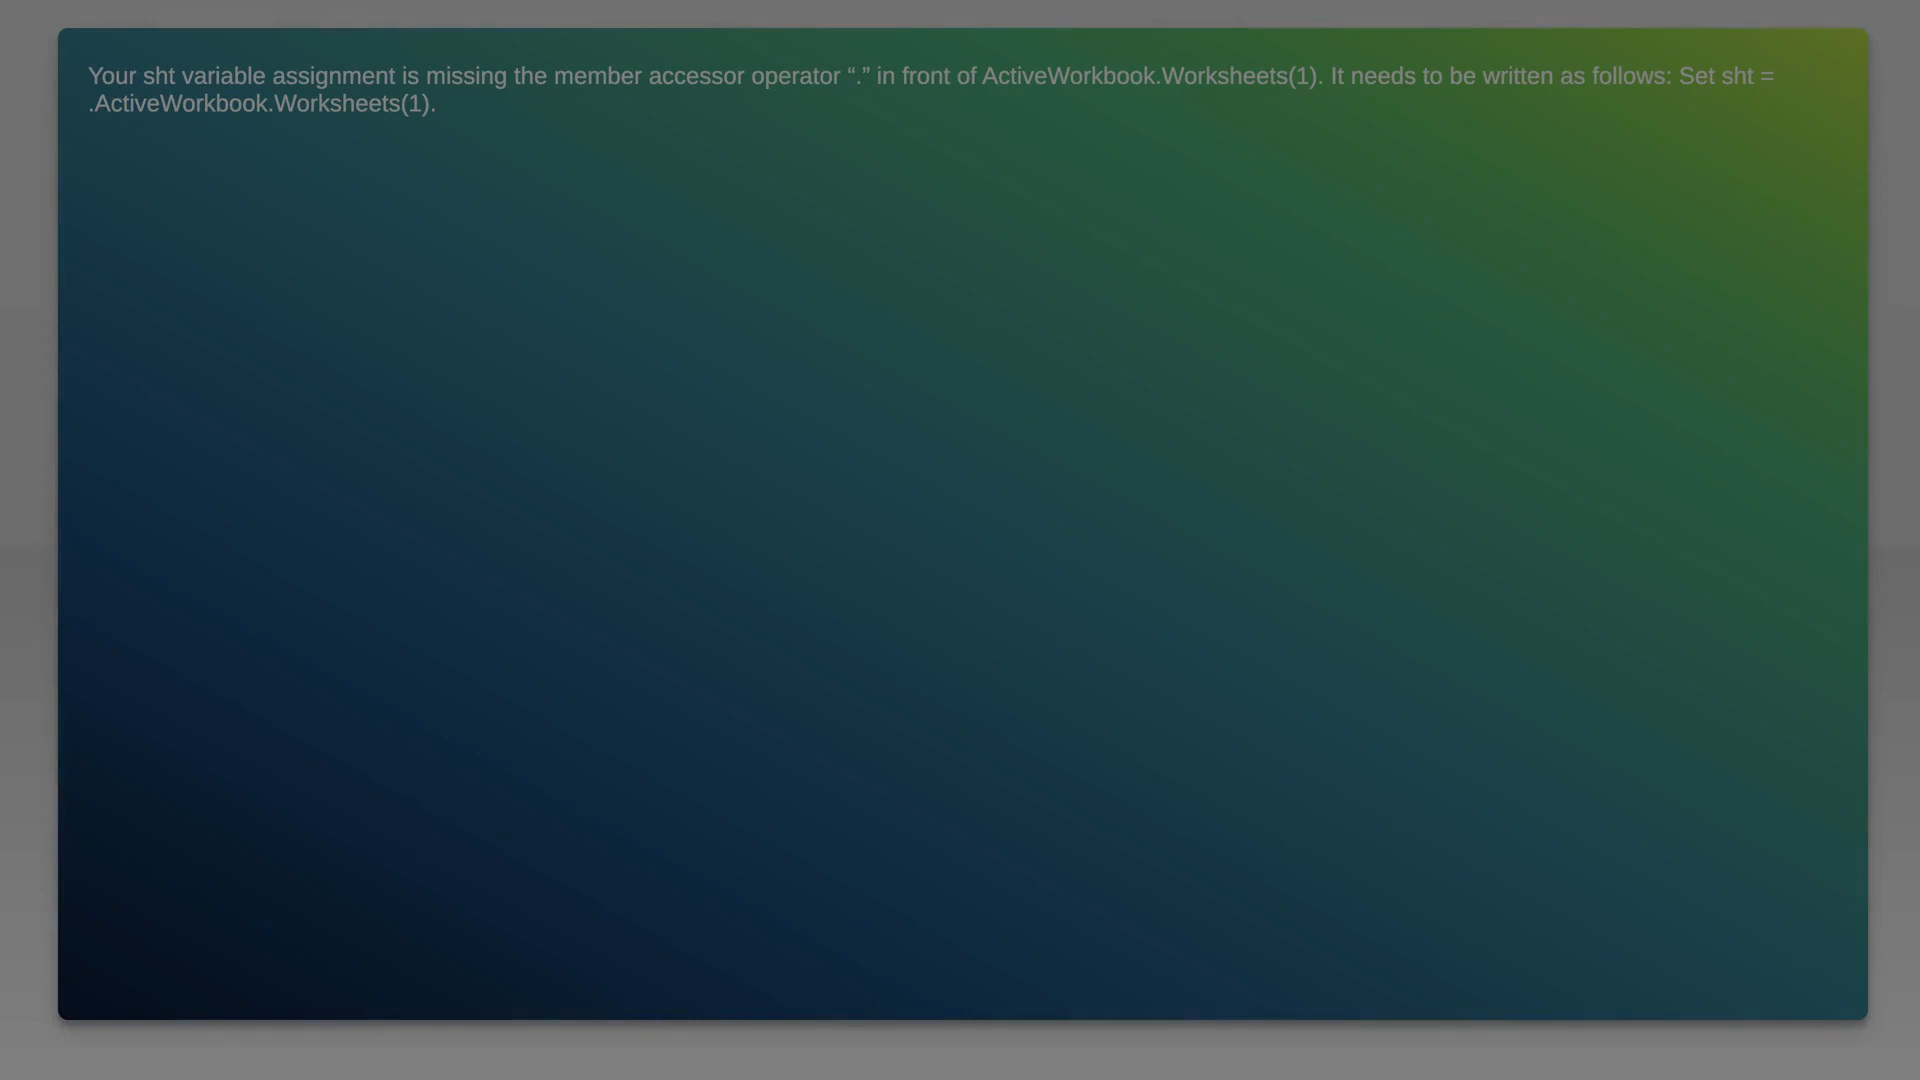 Your sht variable assignment is missing the member accessor operator “.” in front of ActiveWorkbook.Worksheets(1). It needs to be written as follows: Set sht =
.ActiveWorkbook.Worksheets(1).